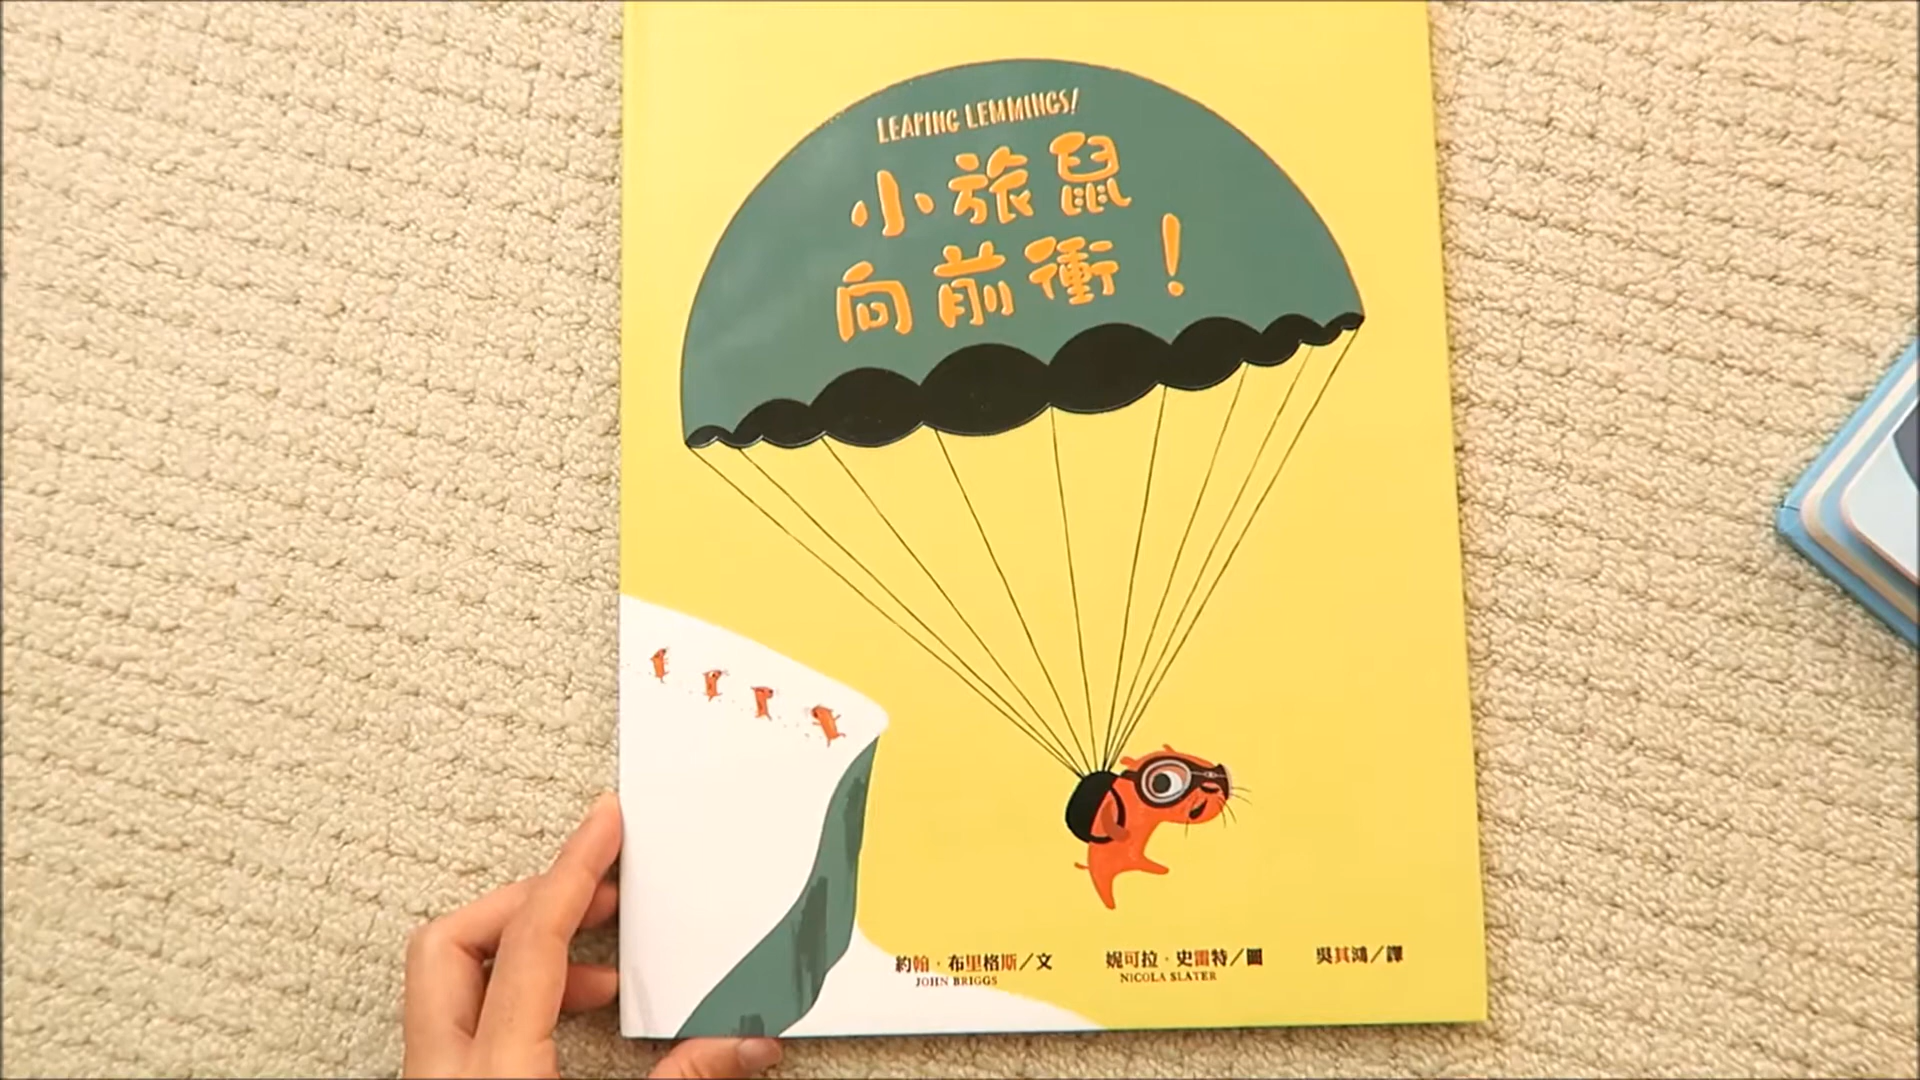 LEAPING LEMMINGS!
小旅鼠
向前衝！
約翰·布里格斯／文
JOHN BRIGGS
妮可拉·史雷特／圖
NICOLA SLATER
吳其鴻／譯